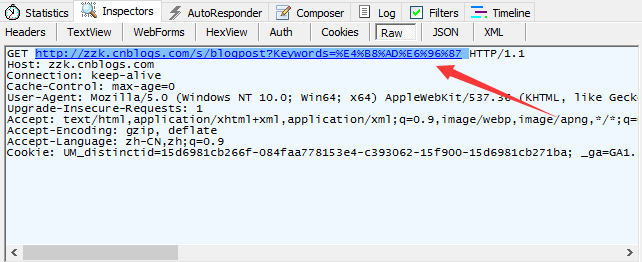 Statistics Inspectors AutoResponder Composer Log Filters Timeline
Headers TextView WebForms HexView Auth Cookies Raw JSON XML
GET http://zzk.cnblogs.com/s/blogpost?Keywords=%E4%B8%AD%E6%96%87 HTTP/1.1
Host: zzk.cnblogs.com
Connection: keep-alive
Cache-Control: max-age=0
User-Agent: Mozilla/5.0 (Windows NT 10.0; Win64; x64) AppleWebKit/537.36 (KHTML, like Geck
Upgrade-Insecure-Requests: 1
Accept: text/html,application/xhtml+xml,application/xml;q=0.9,image/webp,image/apng,*/*;q=
Accept-Encoding: gzip, deflate
Accept-Language: zh-CN,zh;q=0.9
Cookie: UM_distinctid=15d6981cb266f-084faa778153e4-c393062-15f900-15d6981cb271ba; _ga=GA1.